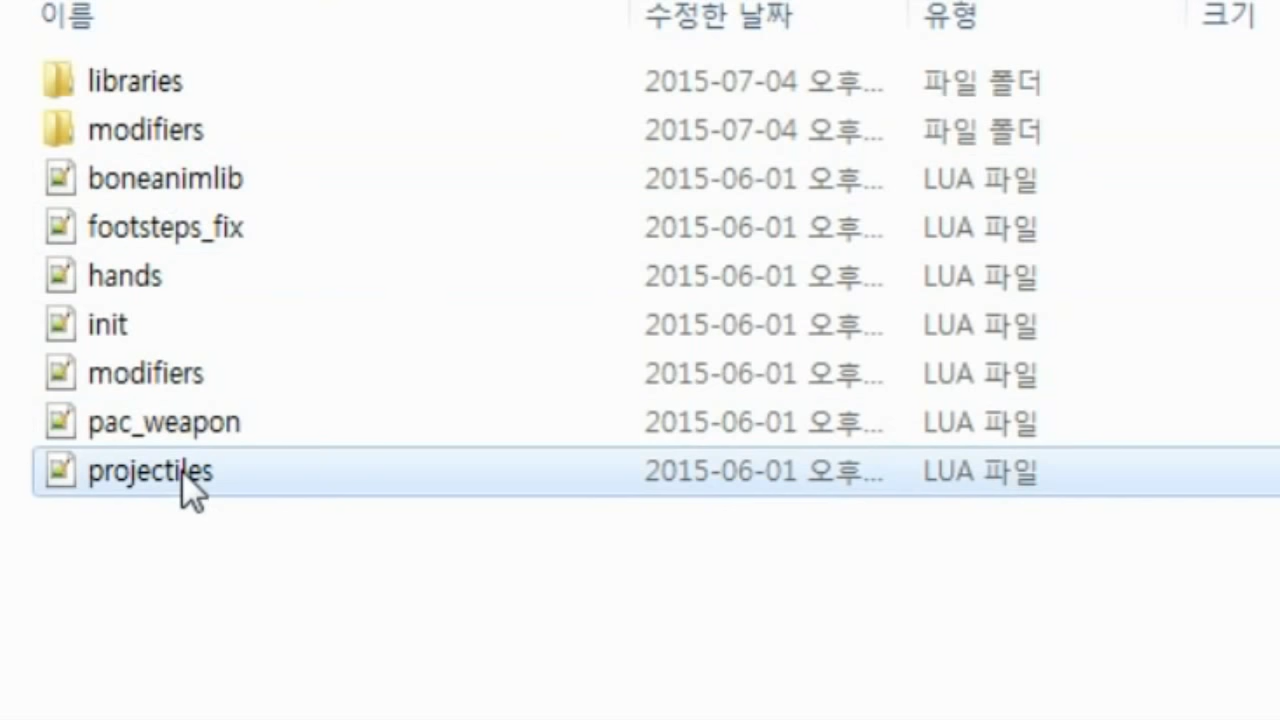 이름 수정한 날짜 유형 크기
libraries 2015-07-04 오후... 파일 폴더
modifiers 2015-07-04 오후... 파일 폴더
boneanimlib 2015-06-01 오후... LUA 파일
footsteps_fix 2015-06-01 오후... LUA 파일
hands 2015-06-01 오후... LUA 파일
init 2015-06-01 오후... LUA 파일
modifiers 2015-06-01 오후... LUA 파일
pac_weapon 2015-06-01 오후... LUA 파일
projectiles 2015-06-01 오후... LUA 파일